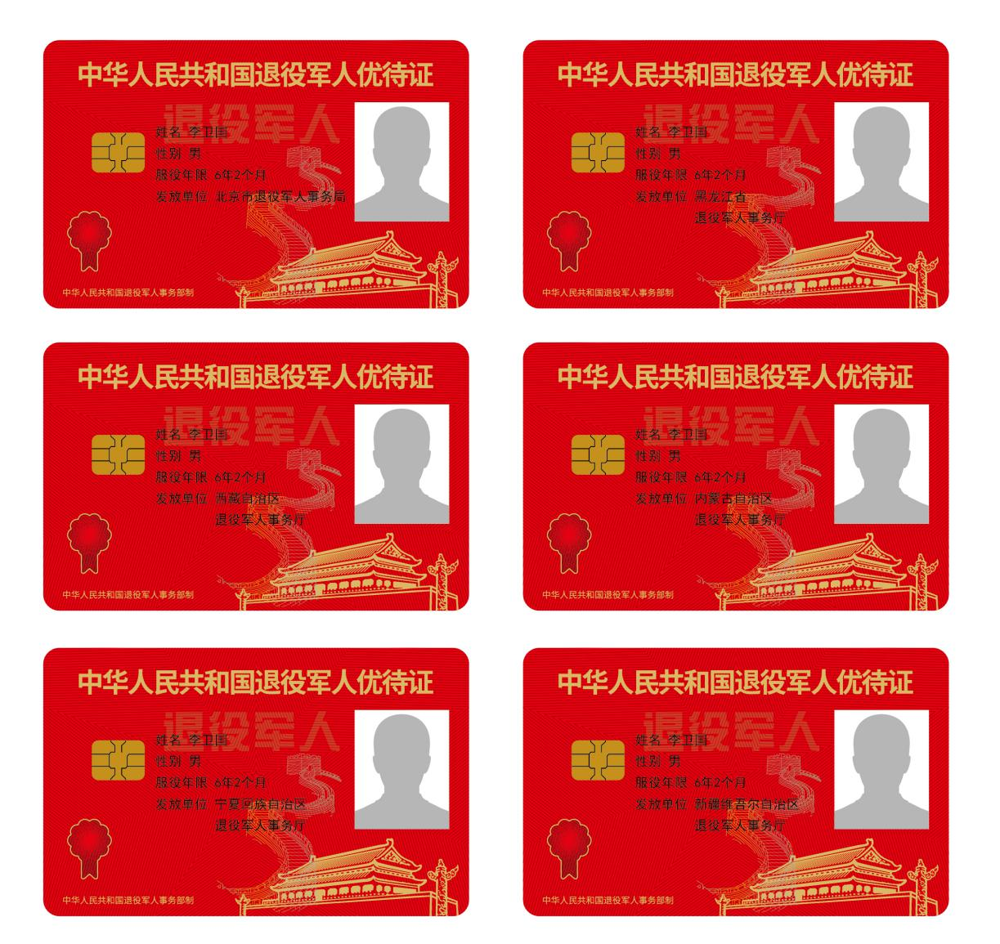 中华人民共和国退役军人优待证
退役军人
姓名 李卫国
性别 男
服役年限 6年2个月
发放单位 北京市退役军人事务局
中华人民共和国退役军人事务部制
中华人民共和国退役军人优待证
退役军人
姓名 李卫国
性别 男
服役年限 6年2个月
发放单位 黑龙江省
退役军人事务厅
中华人民共和国退役军人事务部制
中华人民共和国退役军人优待证
退役军人
姓名 李卫国
性别 男
服役年限 6年2个月
发放单位 西藏自治区
退役军人事务厅
中华人民共和国退役军人事务部制
中华人民共和国退役军人优待证
退役军人
姓名 李卫国
性别 男
服役年限 6年2个月
发放单位 内蒙古自治区
退役军人事务厅
中华人民共和国退役军人事务部制
中华人民共和国退役军人优待证
退役军人
姓名 李卫国
性别 男
服役年限 6年2个月
发放单位 宁夏回族自治区
退役军人事务厅
中华人民共和国退役军人事务部制
中华人民共和国退役军人优待证
退役军人
姓名 李卫国
性别 男
服役年限 6年2个月
发放单位 新疆维吾尔自治区
退役军人事务厅
中华人民共和国退役军人事务部制